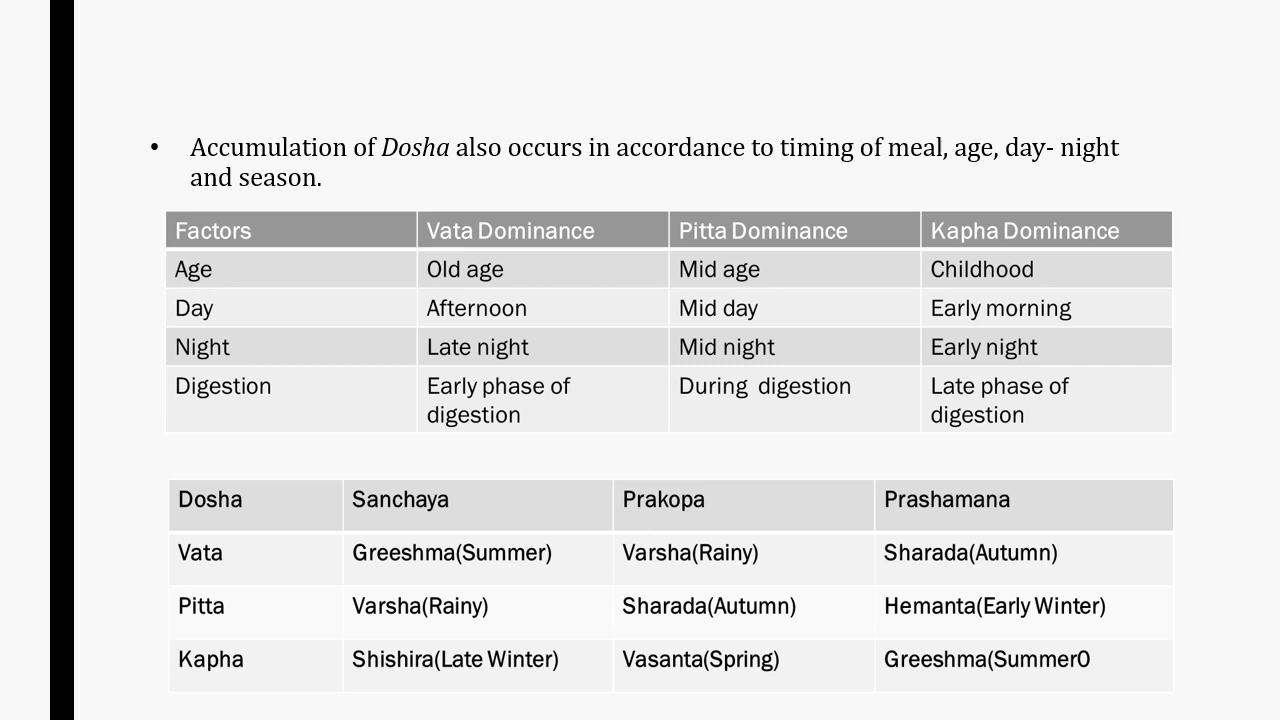 • Accumulation of Dosha also occurs in accordance to timing of meal, age, day- night
and season.
Factors Vata Dominance Pitta Dominance Kapha Dominance
Age Old age Mid age Childhood
Day Afternoon Mid day Early morning
Night Late night Mid night Early night
Digestion Early phase of digestion During digestion Late phase of digestion
Dosha Sanchaya Prakopa Prashamana
Vata Greeshma(Summer) Varsha(Rainy) Sharada(Autumn)
Pitta Varsha(Rainy) Sharada(Autumn) Hemanta(Early Winter)
Kapha Shishira(Late Winter) Vasanta(Spring) Greeshma(Summer0